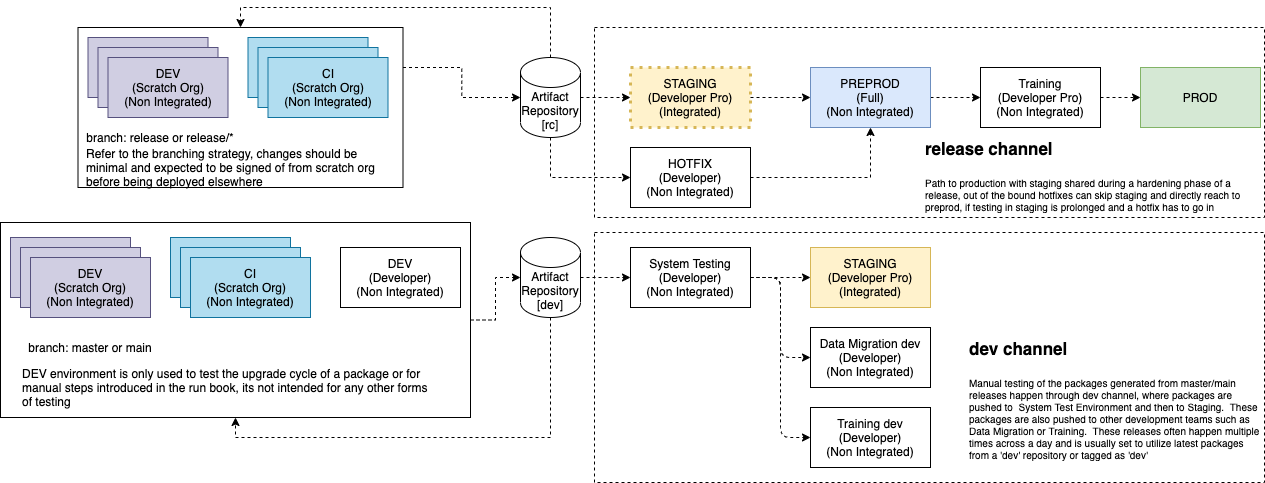 DEV
(Scratch Org)
(Non Integrated)
CI
(Scratch Org)
(Non Integrated)
branch: release or release/*
Refer to the branching strategy, changes should be
minimal and expected to be signed of from scratch org
before being deployed elsewhere
Artifact
Repository
[rc]
STAGING
(Developer Pro)
(Integrated)
PREPROD
(Full)
(Non Integrated)
Training
(Developer Pro)
(Non Integrated)
PROD
HOTFIX
(Developer)
(Non Integrated)
release channel
Path to production with staging shared during a hardening phase of a
release, out of the bound hotfixes can skip staging and directly reach to
preprod, if testing in staging is prolonged and a hotfix has to go in
DEV
(Scratch Org)
(Non Integrated)
CI
(Scratch Org)
(Non Integrated)
DEV
(Developer)
(Non Integrated)
branch: master or main
DEV environment is only used to test the upgrade cycle of a package or for
manual steps introduced in the run book, its not intended for any other forms
of testing
Artifact
Repository
[dev]
System Testing
(Developer)
(Non Integrated)
STAGING
(Developer Pro)
(Integrated)
Data Migration dev
(Developer)
(Non Integrated)
Training dev
(Developer)
(Non Integrated)
dev channel
Manual testing of the packages generated from master/main
releases happen through dev channel, where packages are
pushed to System Test Environment and then to Staging. These
packages are also pushed to other development teams such as
Data Migration or Training. These releases often happen multiple
times across a day and is usually set to utilize latest packages
from a 'dev' repository or tagged as 'dev'